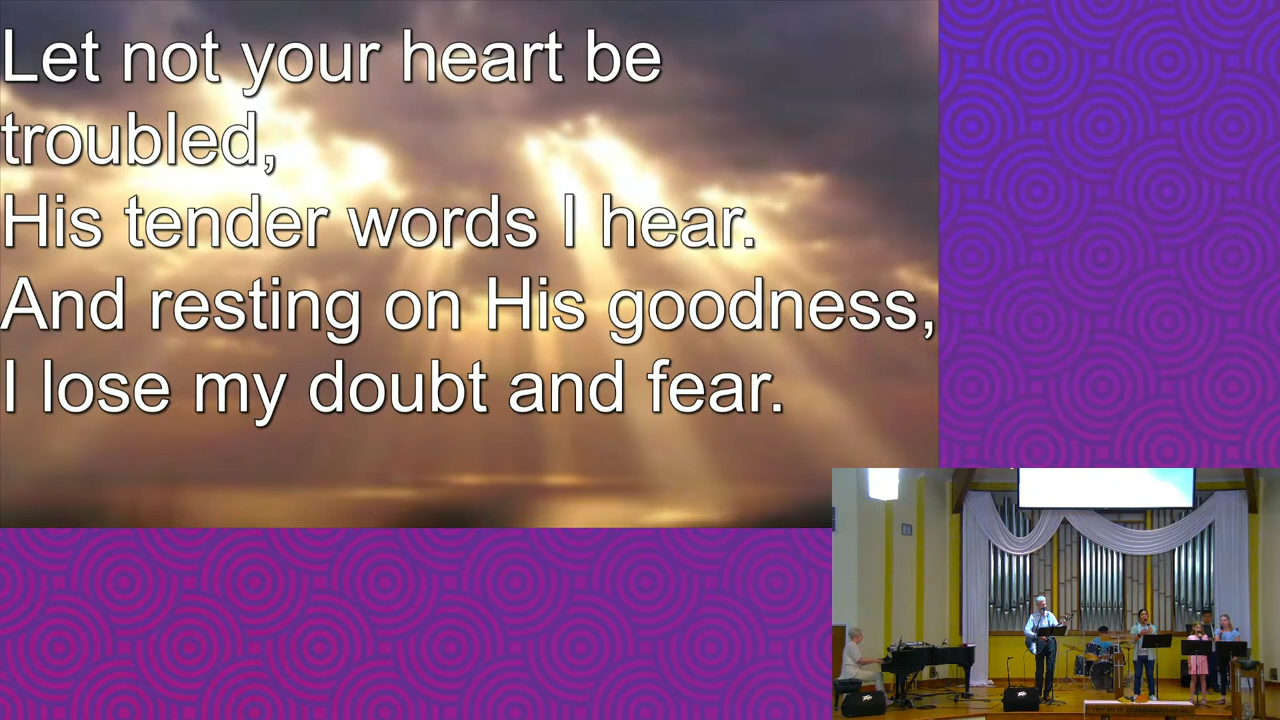 Let not your heart be
troubled,
His tender words I hear.
And resting on His goodness,
I lose my doubt and fear.